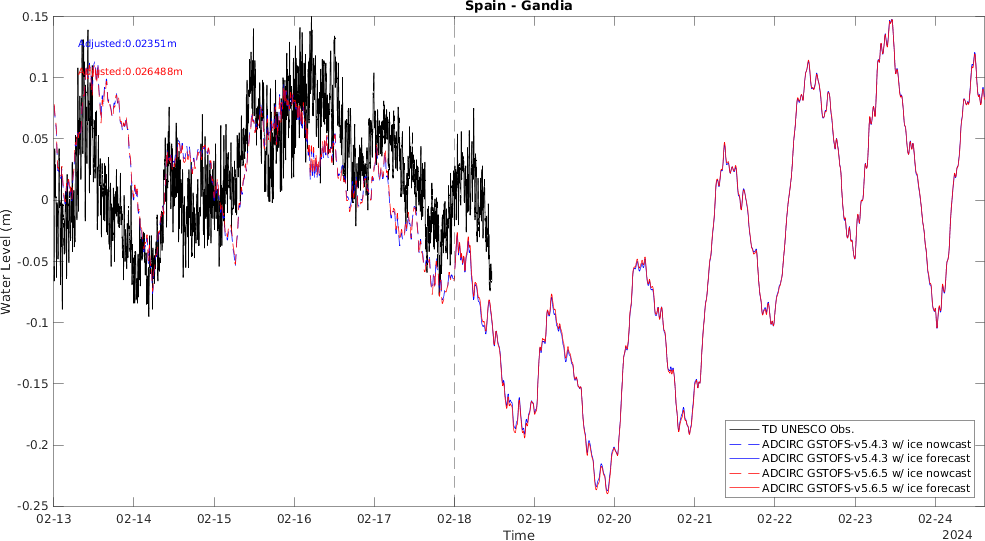 Spain - Gandia
0.15
0.1
0.05
0
-0.05
-0.1
-0.15
-0.2
-0.25
Water Level (m)
Adjusted:0.02351m
Adjusted:0.026488m
TD UNESCO Obs.
ADCIRC GSTOFS-v5.4.3 w/ ice nowcast
ADCIRC GSTOFS-v5.4.3 w/ ice forecast
ADCIRC GSTOFS-v5.6.5 w/ ice nowcast
ADCIRC GSTOFS-v5.6.5 w/ ice forecast
02-13 02-14 02-15 02-16 02-17 02-18 02-19 02-20 02-21 02-22 02-23 02-24
Time
2024